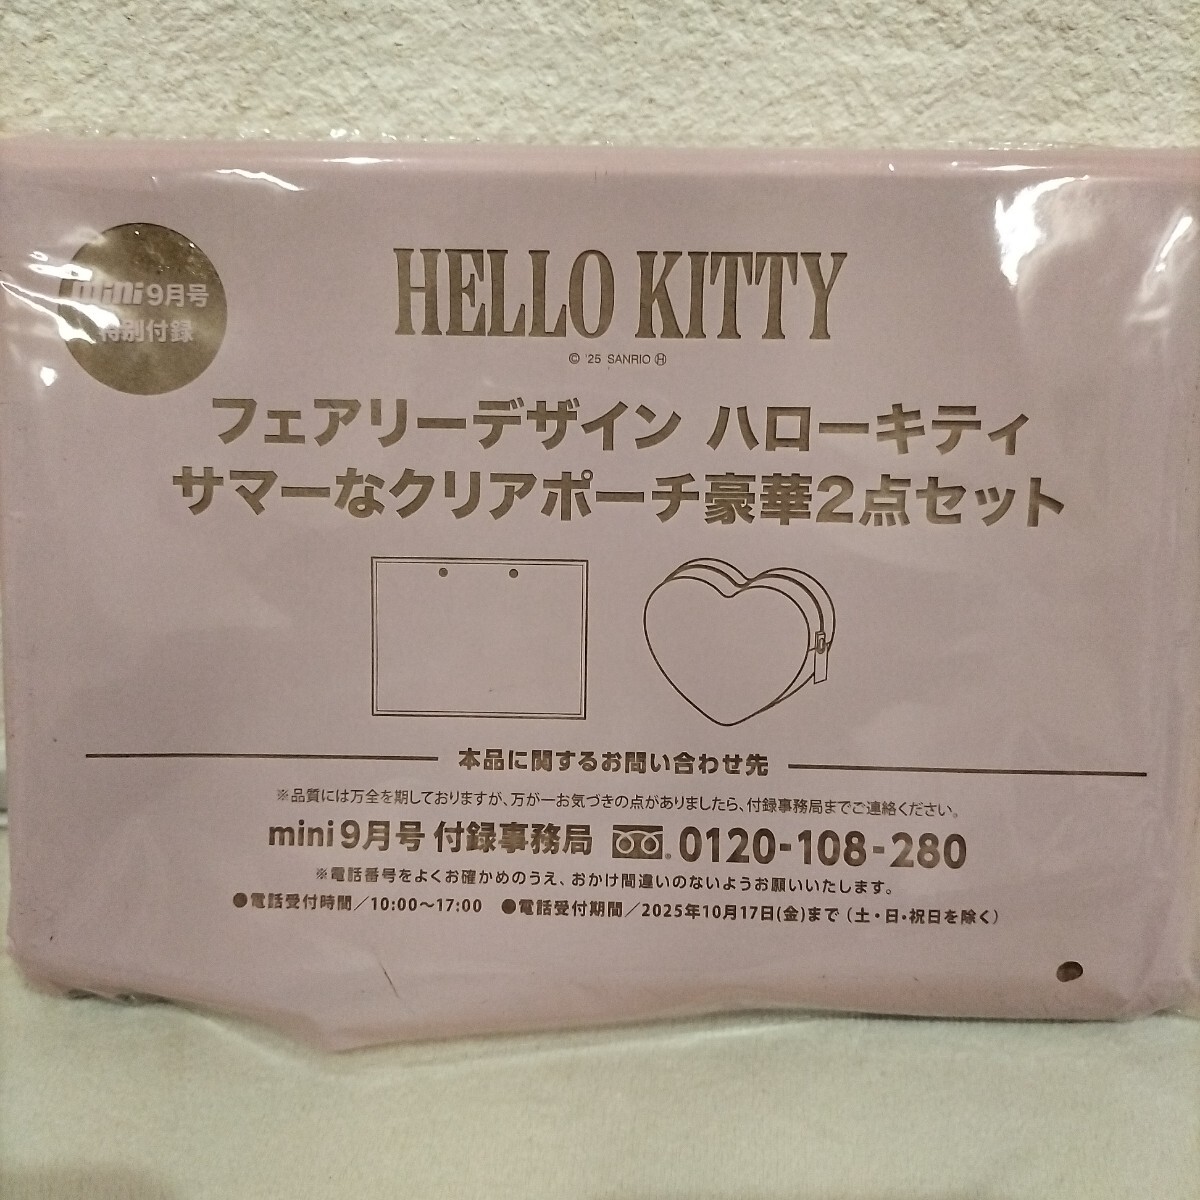 mini9月号
特別付録
HELLO KITTY
© '25 SANRIO Ⓗ
フェアリーデザイン ハローキティ
サマーなクリアポーチ豪華2点セット
本品に関するお問い合わせ先
※品質には万全を期しておりますが、万が一お気づきの点がありましたら、付録事務局までご連絡ください。
mini9月号 付録事務局 0120-108-280
※電話番号をよくお確かめのうえ、おかけ間違いのないようお願いいたします。
●電話受付時間／10:00〜17:00 ●電話受付期間／2025年10月17日(金)まで（土・日・祝日を除く）